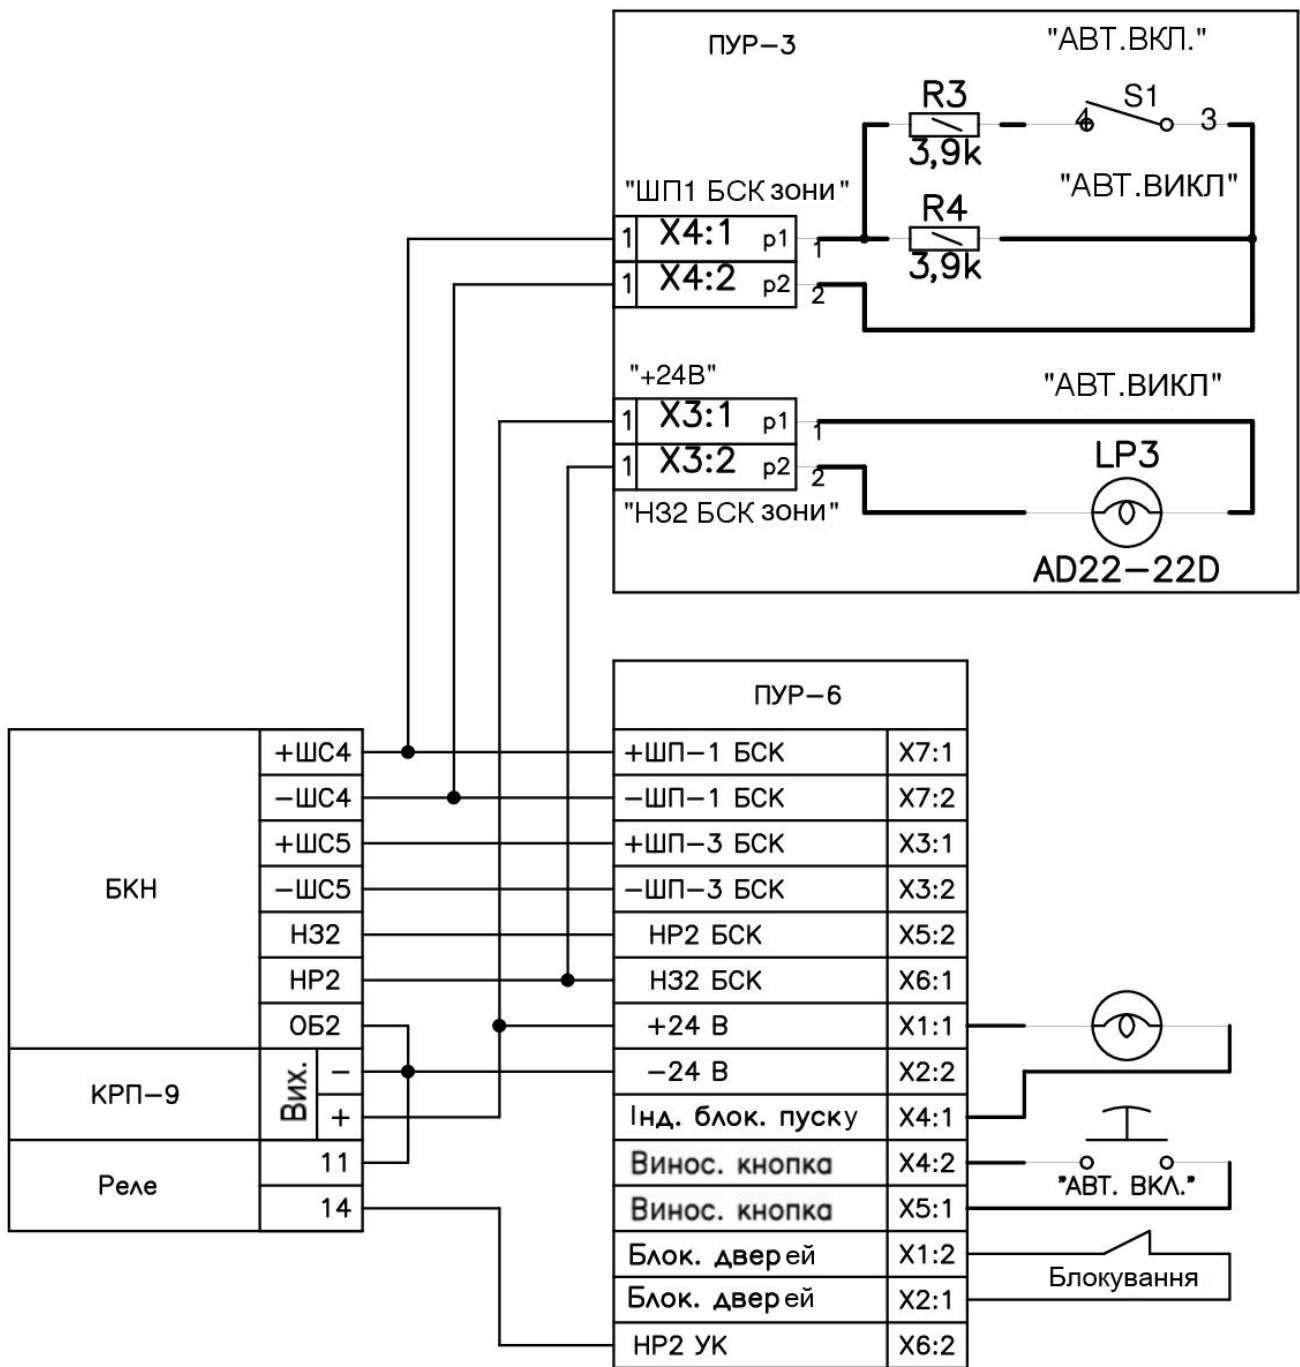 ПУР-3
"АВТ.ВКЛ."
R3
S1
4
3
3,9k
"АВТ.ВИКЛ"
"ШП1 БСК зони"
R4
1 X4:1 р1 1
3,9k
1 X4:2 р2 2
"+24В"
"АВТ.ВИКЛ"
1 X3:1 р1 1
LP3
1 X3:2 р2 2
"НЗ2 БСК зони"
AD22-22D
ПУР-6
+ШС4
+ШП-1 БСК X7:1
-ШС4
-ШП-1 БСК X7:2
+ШС5
+ШП-3 БСК X3:1
БКН
-ШС5
-ШП-3 БСК X3:2
НЗ2
НР2 БСК X5:2
НР2
НЗ2 БСК X6:1
ОБ2
+24 В X1:1
КРП-9
Вих.
-
-24 В X2:2
+
Інд. блок. пуску X4:1
Реле
11
Винос. кнопка X4:2
"АВТ. ВКЛ."
14
Винос. кнопка X5:1
Блок. дверей X1:2
Блокування
Блок. дверей X2:1
НР2 УК X6:2